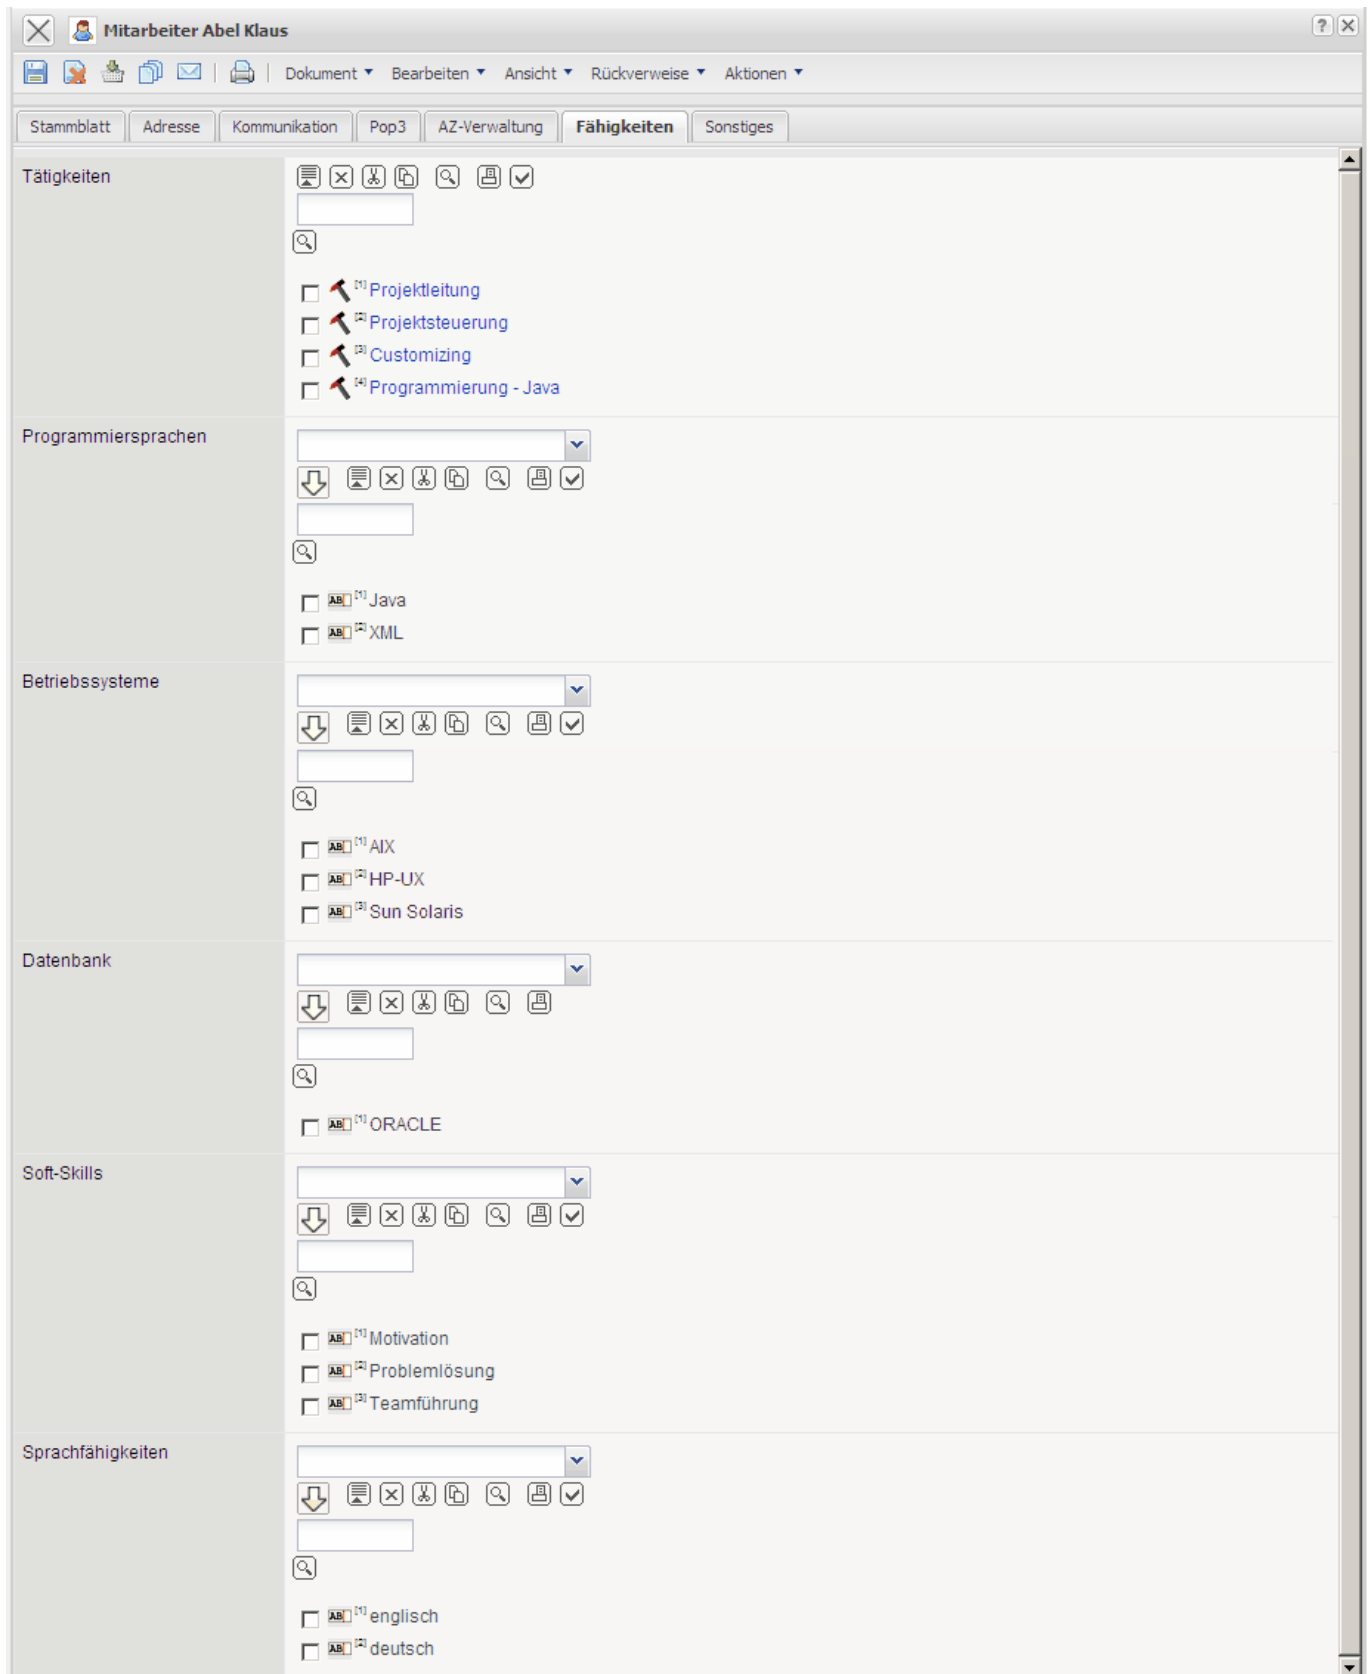 Mitarbeiter Abel Klaus
Dokument Bearbeiten Ansicht Rückverweise Aktionen
Stammblatt Adresse Kommunikation Pop3 AZ-Verwaltung Fähigkeiten Sonstiges
Tätigkeiten
[1] Projektleitung
[2] Projektsteuerung
[3] Customizing
[4] Programmierung - Java
Programmiersprachen
[1] Java
[2] XML
Betriebssysteme
[1] AIX
[2] HP-UX
[3] Sun Solaris
Datenbank
[1] ORACLE
Soft-Skills
[1] Motivation
[2] Problemlösung
[3] Teamführung
Sprachfähigkeiten
[1] englisch
[2] deutsch